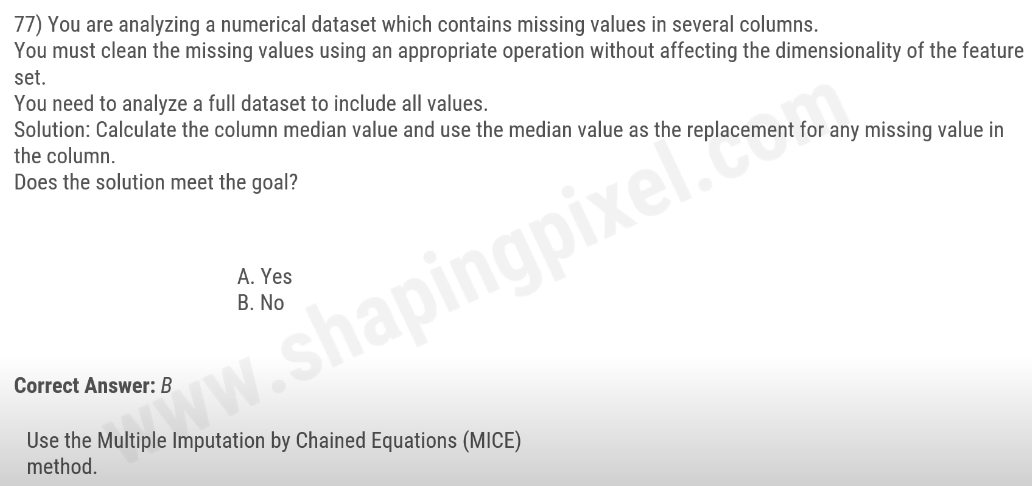 77) You are analyzing a numerical dataset which contains missing values in several columns.
You must clean the missing values using an appropriate operation without affecting the dimensionality of the feature
set.
You need to analyze a full dataset to include all values.
Solution: Calculate the column median value and use the median value as the replacement for any missing value in
the column.
Does the solution meet the goal?
www.shapingpixel.com
A. Yes
B. No
Correct Answer: B
Use the Multiple Imputation by Chained Equations (MICE)
method.